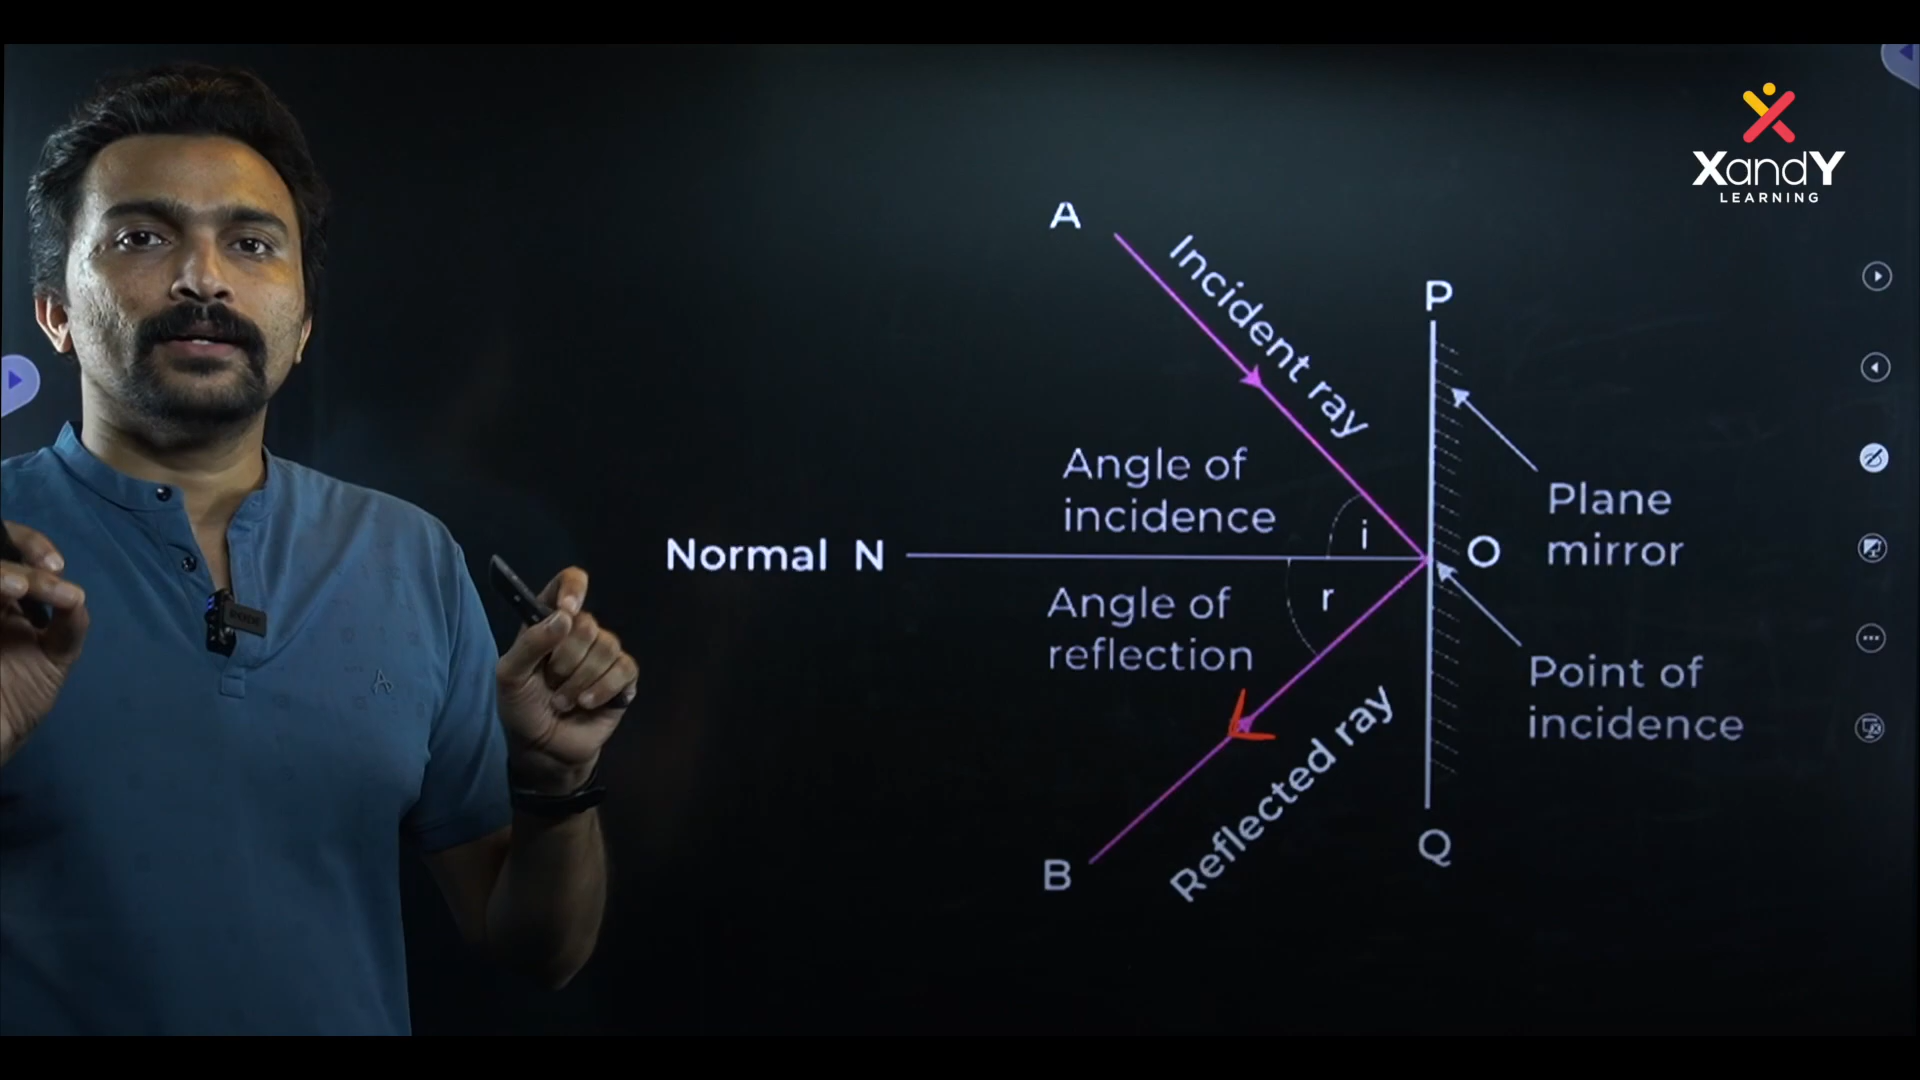 XandY
LEARNING
A
Incident ray
P
Angle of
incidence
i
Plane
mirror
Normal N
O
Angle of
reflection
r
Point of
incidence
Reflected ray
B
Q